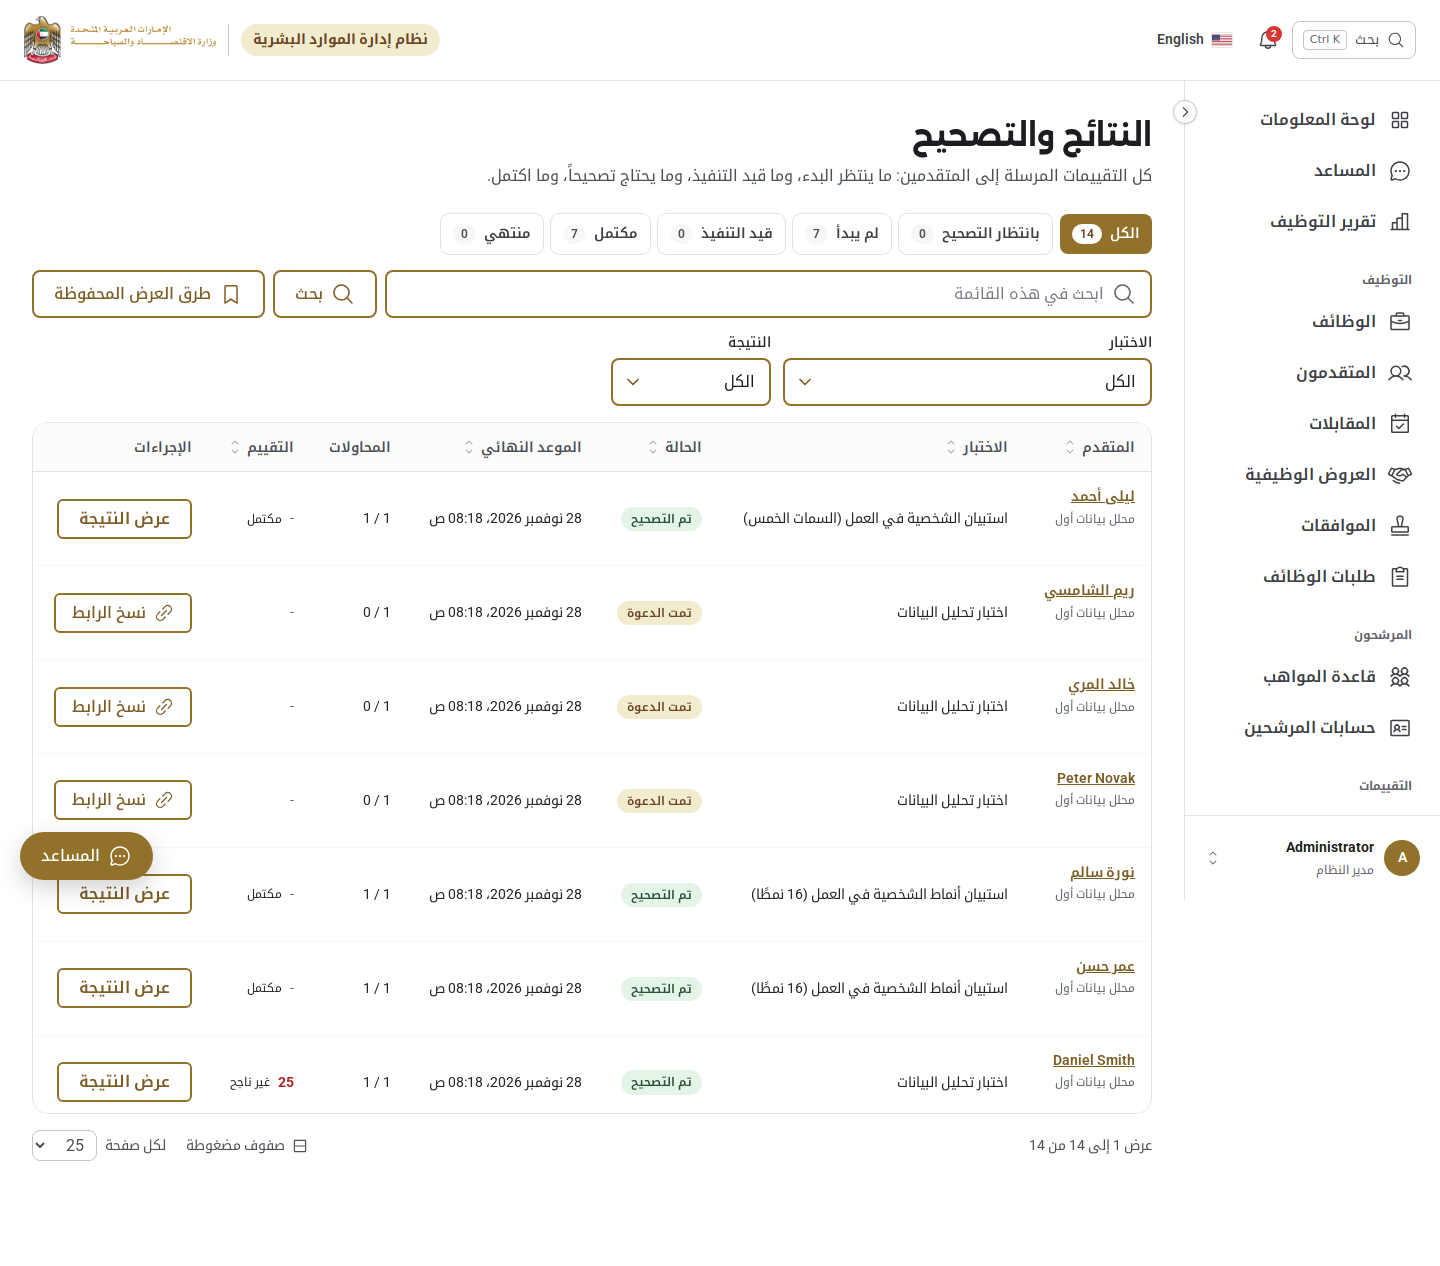 الإمارات العربية المتحدة
وزارة الاقتصاد والسياحة
نظام إدارة الموارد البشرية
English
2
بحث
Ctrl K
لوحة المعلومات
المساعد
تقرير التوظيف
التوظيف
الوظائف
المتقدمون
المقابلات
العروض الوظيفية
الموافقات
طلبات الوظائف
المرشحون
قاعدة المواهب
حسابات المرشحين
التقييمات
A
Administrator
مدير النظام
النتائج والتصحيح
كل التقييمات المرسلة إلى المتقدمين: ما ينتظر البدء، وما قيد التنفيذ، وما يحتاج تصحيحاً، وما اكتمل.
الكل 14
بانتظار التصحيح 0
لم يبدأ 7
قيد التنفيذ 0
مكتمل 7
منتهي 0
ابحث في هذه القائمة
بحث
طرق العرض المحفوظة
الاختبار
الكل
النتيجة
الكل
المتقدم الاختبار الحالة الموعد النهائي المحاولات التقييم الإجراءات
ليلى أحمد
محلل بيانات أول
استبيان الشخصية في العمل (السمات الخمس)
تم التصحيح
28 نوفمبر 2026، 08:18 ص
1 / 1
- مكتمل
عرض النتيجة
ريم الشامسي
محلل بيانات أول
اختبار تحليل البيانات
تمت الدعوة
28 نوفمبر 2026، 08:18 ص
0 / 1
-
نسخ الرابط
خالد المري
محلل بيانات أول
اختبار تحليل البيانات
تمت الدعوة
28 نوفمبر 2026، 08:18 ص
0 / 1
-
نسخ الرابط
Peter Novak
محلل بيانات أول
اختبار تحليل البيانات
تمت الدعوة
28 نوفمبر 2026، 08:18 ص
0 / 1
-
نسخ الرابط
المساعد
نورة سالم
محلل بيانات أول
استبيان أنماط الشخصية في العمل (16 نمطًا)
تم التصحيح
28 نوفمبر 2026، 08:18 ص
1 / 1
- مكتمل
عرض النتيجة
عمر حسن
محلل بيانات أول
استبيان أنماط الشخصية في العمل (16 نمطًا)
تم التصحيح
28 نوفمبر 2026، 08:18 ص
1 / 1
- مكتمل
عرض النتيجة
Daniel Smith
محلل بيانات أول
اختبار تحليل البيانات
تم التصحيح
28 نوفمبر 2026، 08:18 ص
1 / 1
25 غير ناجح
عرض النتيجة
عرض 1 إلى 14 من 14
صفوف مضغوطة
لكل صفحة
25